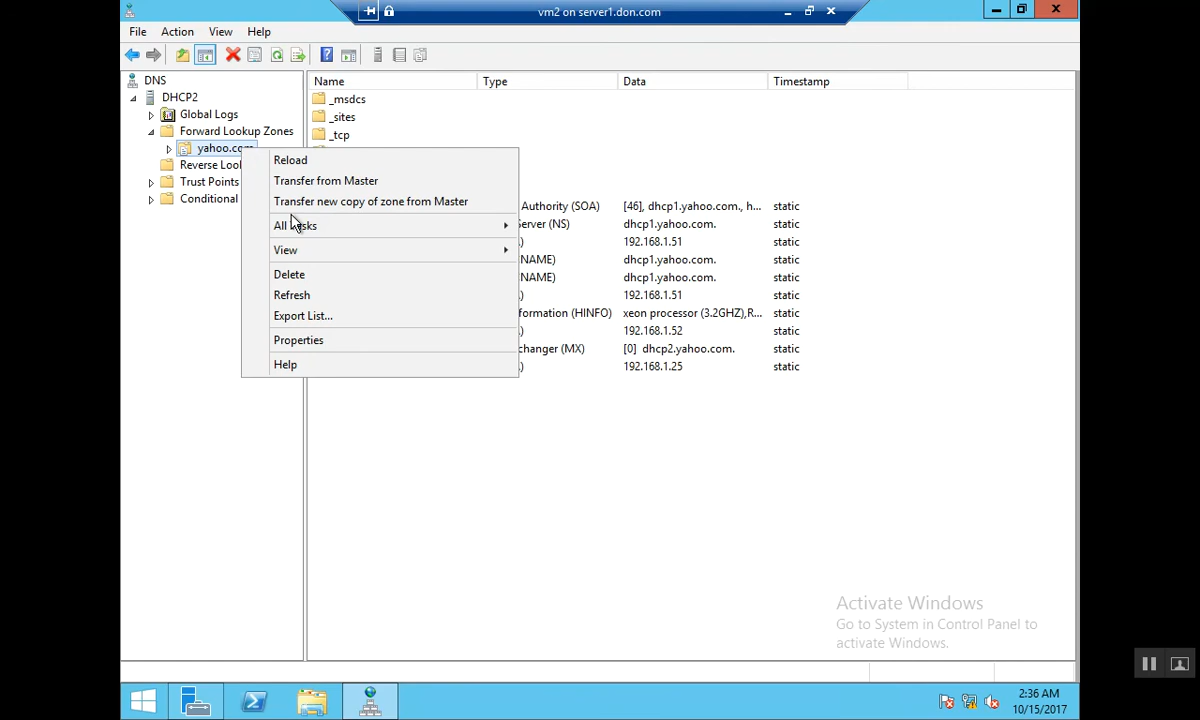 vm2 on server1.don.com
File Action View Help
DNS
DHCP2
Global Logs
Forward Lookup Zones
yahoo.com
Reverse Look
Trust Points
Conditional
Reload
Transfer from Master
Transfer new copy of zone from Master
All Tasks
View
Delete
Refresh
Export List...
Properties
Help
Name Type Data Timestamp
_msdcs
_sites
_tcp
Authority (SOA) [46], dhcp1.yahoo.com., h... static
Server (NS) dhcp1.yahoo.com. static
) 192.168.1.51 static
NAME) dhcp1.yahoo.com. static
NAME) dhcp1.yahoo.com. static
) 192.168.1.51 static
formation (HINFO) xeon processor (3.2GHZ),R... static
) 192.168.1.52 static
changer (MX) [0] dhcp2.yahoo.com. static
) 192.168.1.25 static
Activate Windows
Go to System in Control Panel to
activate Windows.
2:36 AM
10/15/2017